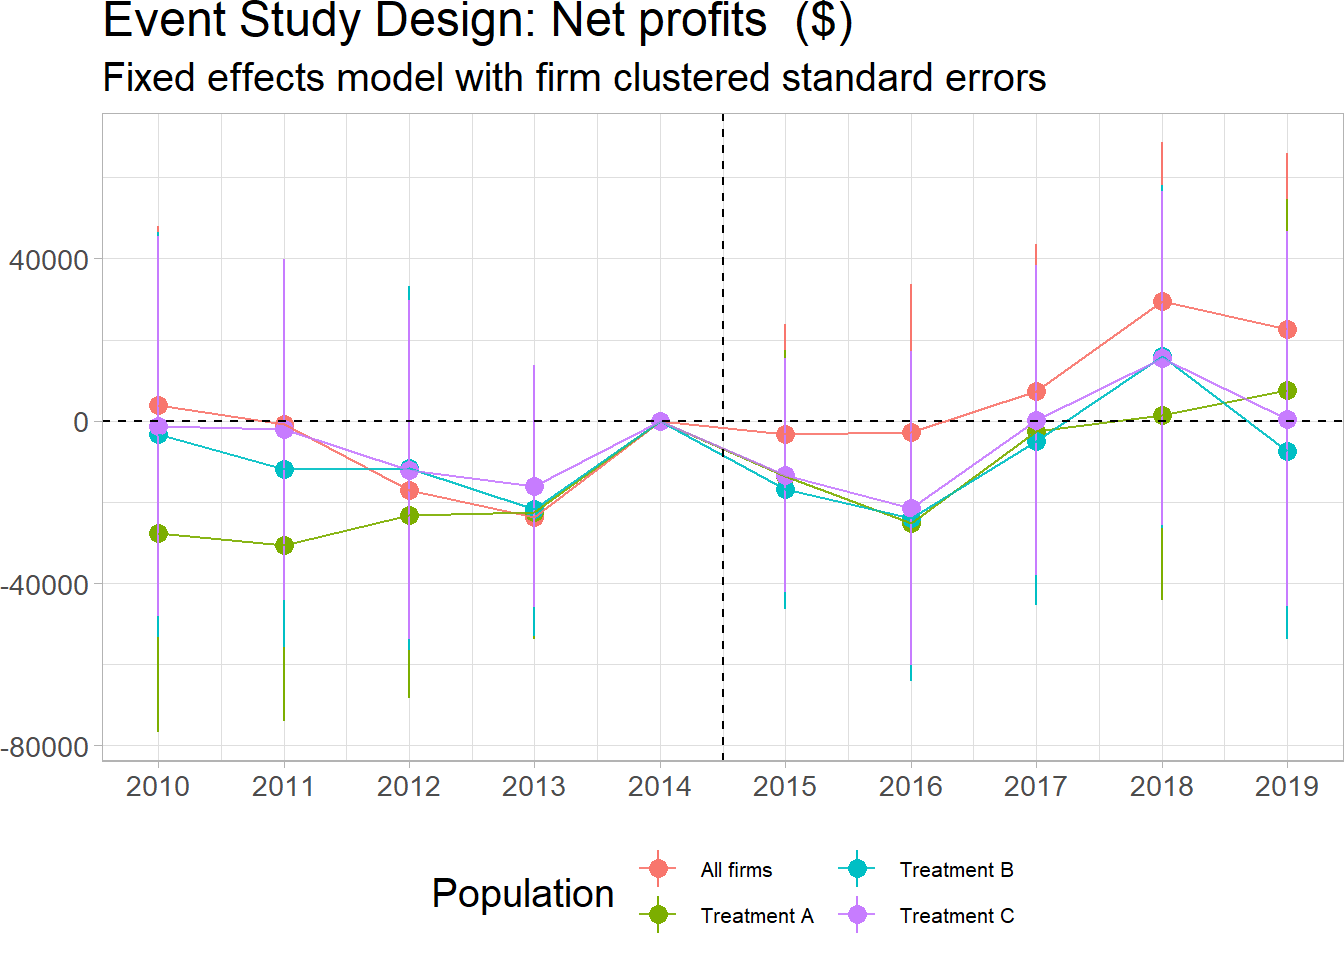 Event Study Design: Net profits  ($)
Fixed effects model with firm clustered standard errors
40000
0
-40000
-80000
2010 2011 2012 2013 2014 2015 2016 2017 2018 2019
Population
All firms
Treatment A
Treatment B
Treatment C